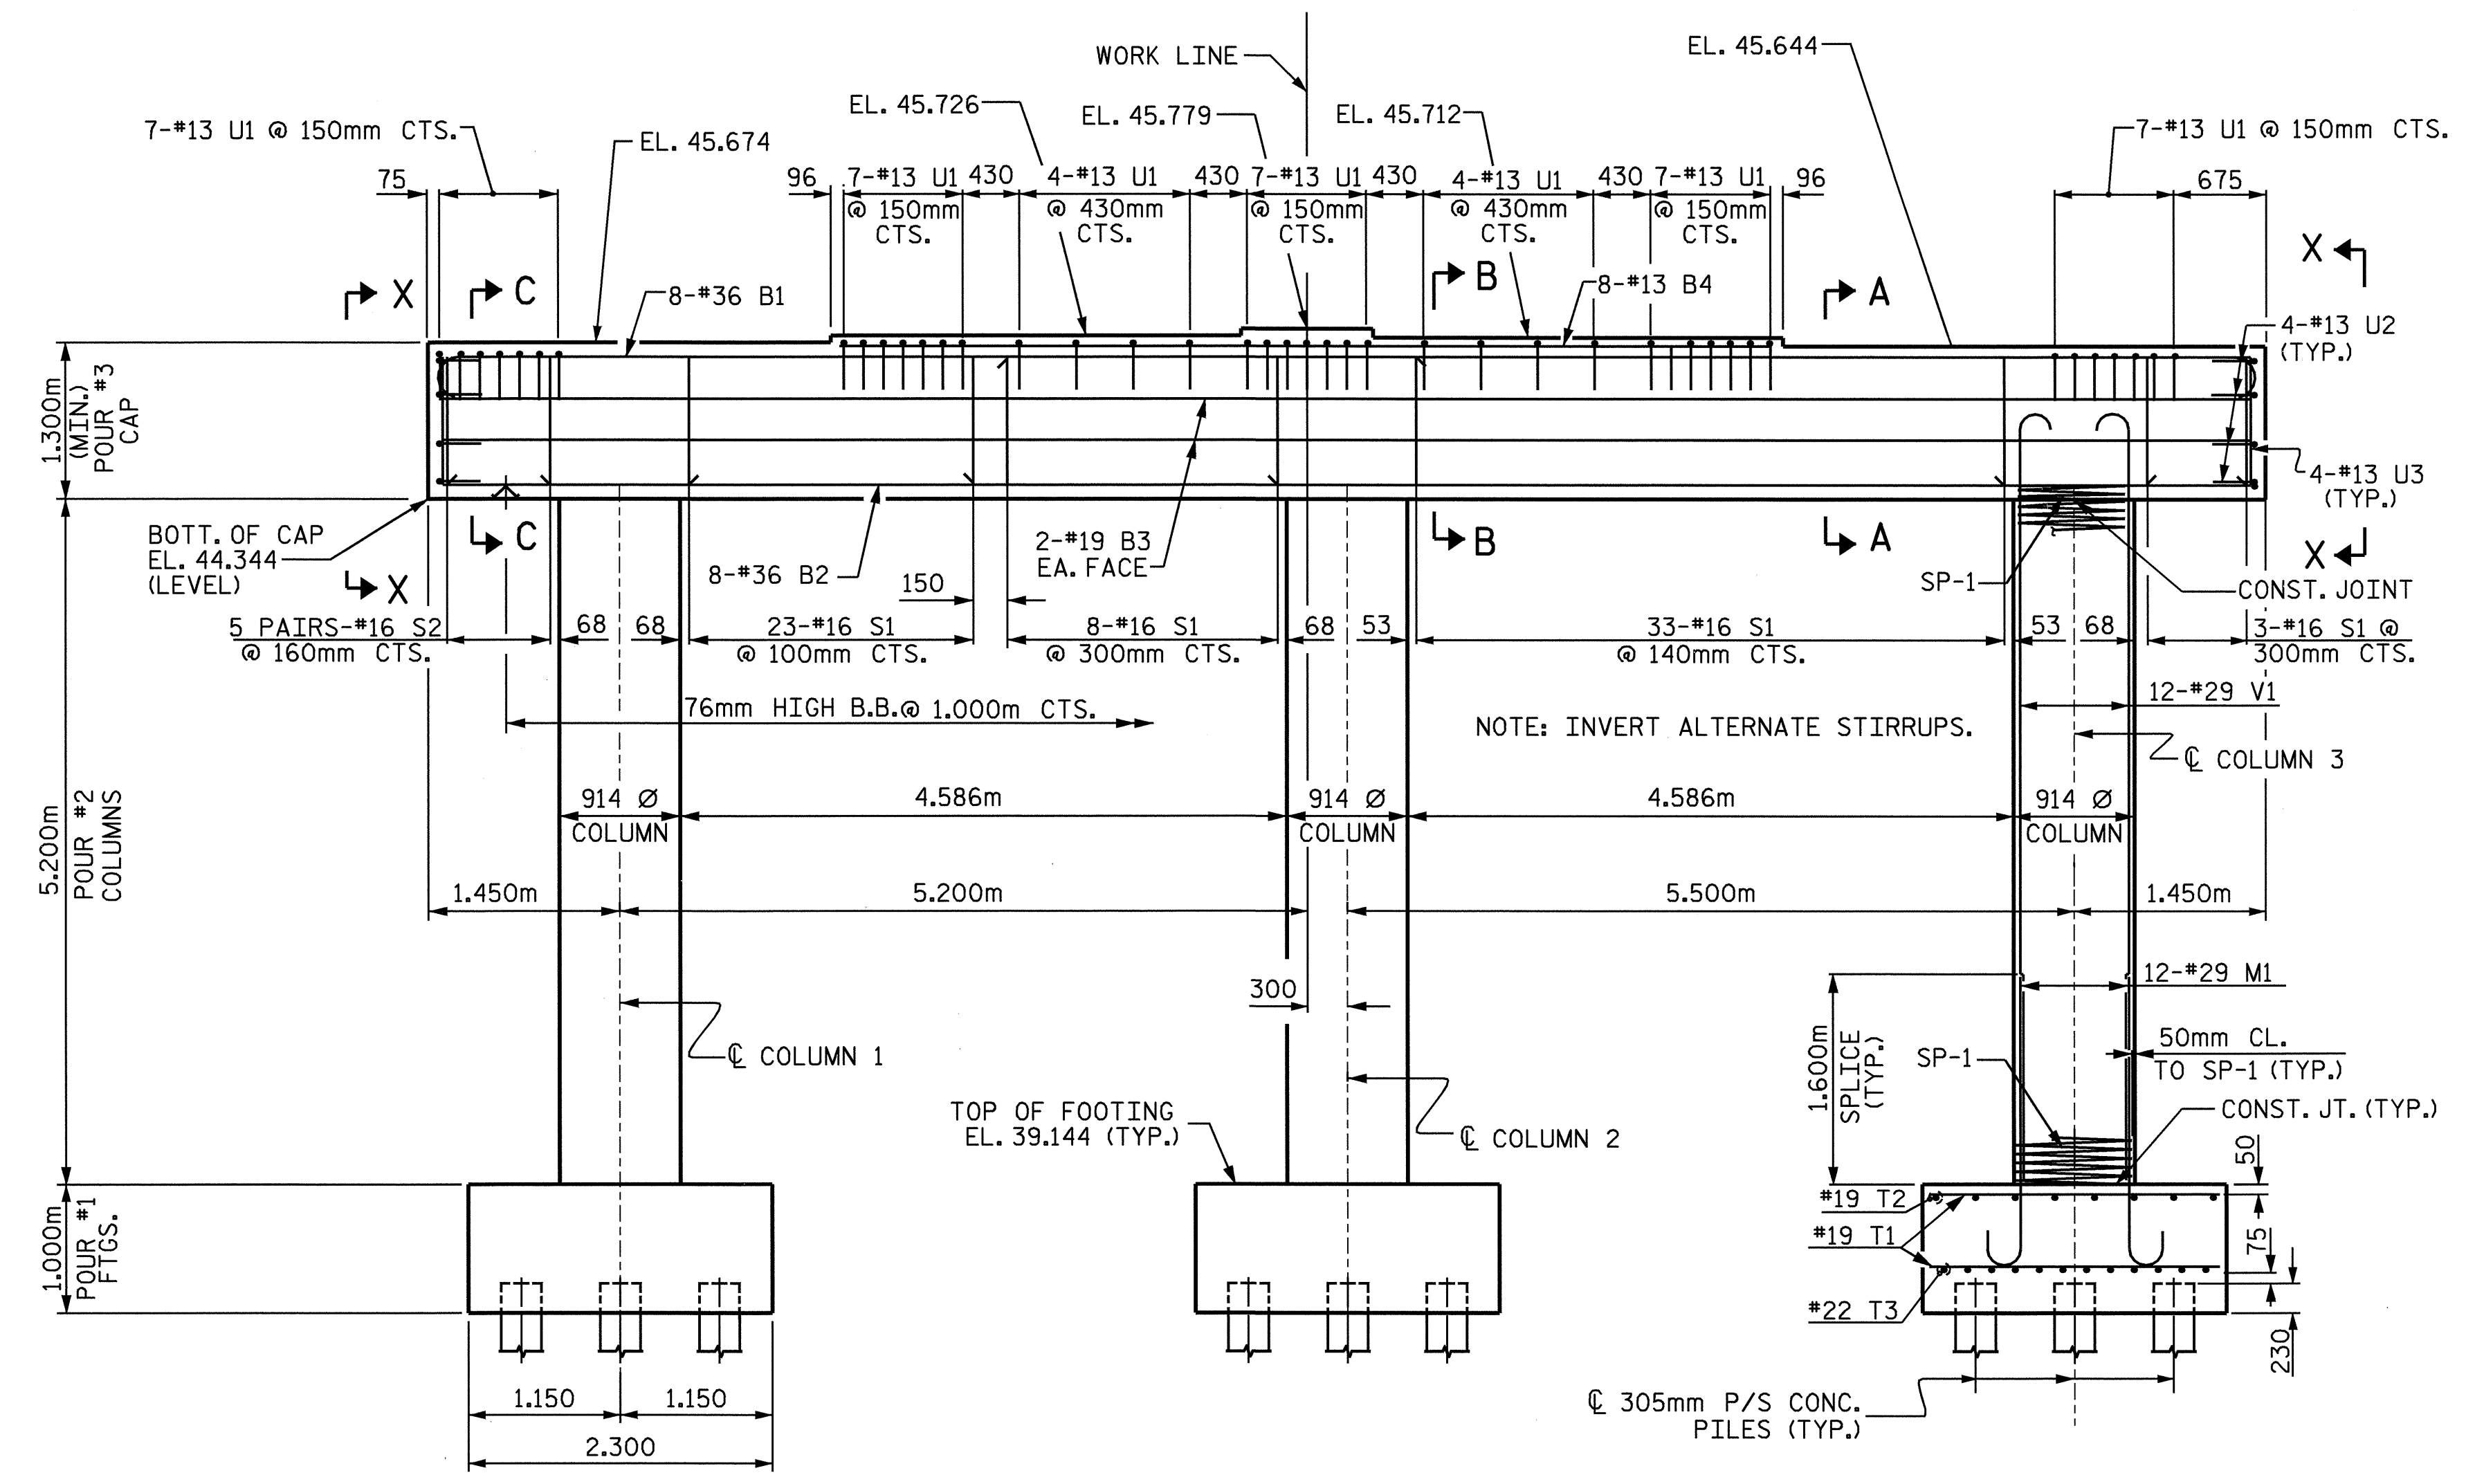 WORK LINE
EL. 45.644
EL. 45.726
EL. 45.779
EL. 45.712
7-#13 U1 @ 150mm CTS.
EL. 45.674
7-#13 U1 @ 150mm CTS.
75
96
7-#13 U1
@ 150mm
CTS.
430
4-#13 U1
@ 430mm
CTS.
430
7-#13 U1
@ 150mm
CTS.
430
4-#13 U1
@ 430mm
CTS.
430
7-#13 U1
@ 150mm
CTS.
96
675
X
C
8-#36 B1
B
8-#13 B4
A
X
4-#13 U2
(TYP.)
1.300m
(MIN.)
POUR #3
CAP
4-#13 U3
(TYP.)
BOTT. OF CAP
EL. 44.344
(LEVEL)
C
X
8-#36 B2
2-#19 B3
EA. FACE
B
A
X
SP-1
CONST. JOINT
150
5 PAIRS-#16 S2
@ 160mm CTS.
68
68
23-#16 S1
@ 100mm CTS.
8-#16 S1
@ 300mm CTS.
68
53
33-#16 S1
@ 140mm CTS.
53
68
3-#16 S1 @
300mm CTS.
76mm HIGH B.B.@ 1.000m CTS.
NOTE: INVERT ALTERNATE STIRRUPS.
12-#29 V1
℄ COLUMN 3
5.200m
POUR #2
COLUMNS
914 Ø
COLUMN
4.586m
914 Ø
COLUMN
4.586m
914 Ø
COLUMN
1.450m
5.200m
5.500m
1.450m
300
12-#29 M1
℄ COLUMN 1
1.600m
SPLICE
(TYP.)
SP-1
50mm CL.
TO SP-1 (TYP.)
TOP OF FOOTING
EL. 39.144 (TYP.)
℄ COLUMN 2
CONST. JT. (TYP.)
50
1.000m
POUR #1
FTGS.
#19 T2
#19 T1
75
#22 T3
230
1.150
1.150
2.300
℄ 305mm P/S CONC.
PILES (TYP.)